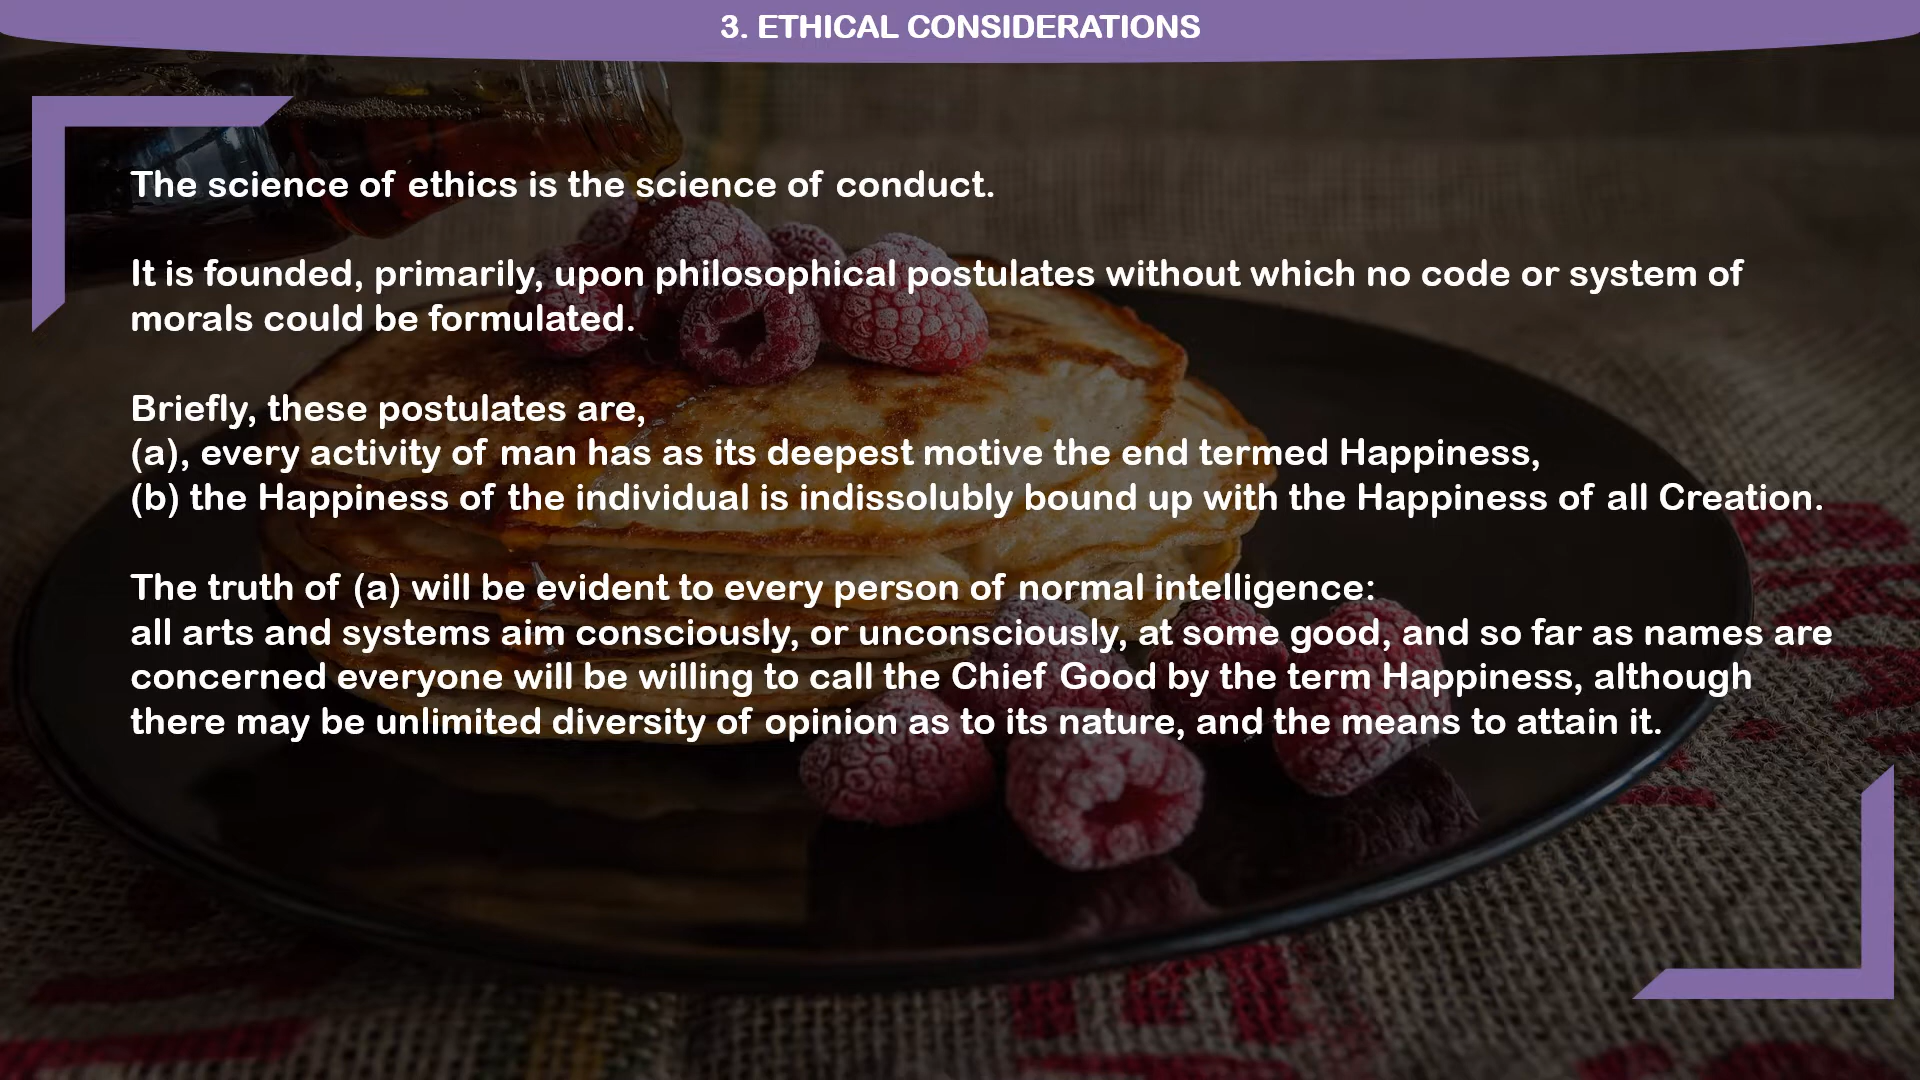 3. ETHICAL CONSIDERATIONS
The science of ethics is the science of conduct.
It is founded, primarily, upon philosophical postulates without which no code or system of
morals could be formulated.
Briefly, these postulates are,
(a), every activity of man has as its deepest motive the end termed Happiness,
(b) the Happiness of the individual is indissolubly bound up with the Happiness of all Creation.
The truth of (a) will be evident to every person of normal intelligence:
all arts and systems aim consciously, or unconsciously, at some good, and so far as names are
concerned everyone will be willing to call the Chief Good by the term Happiness, although
there may be unlimited diversity of opinion as to its nature, and the means to attain it.